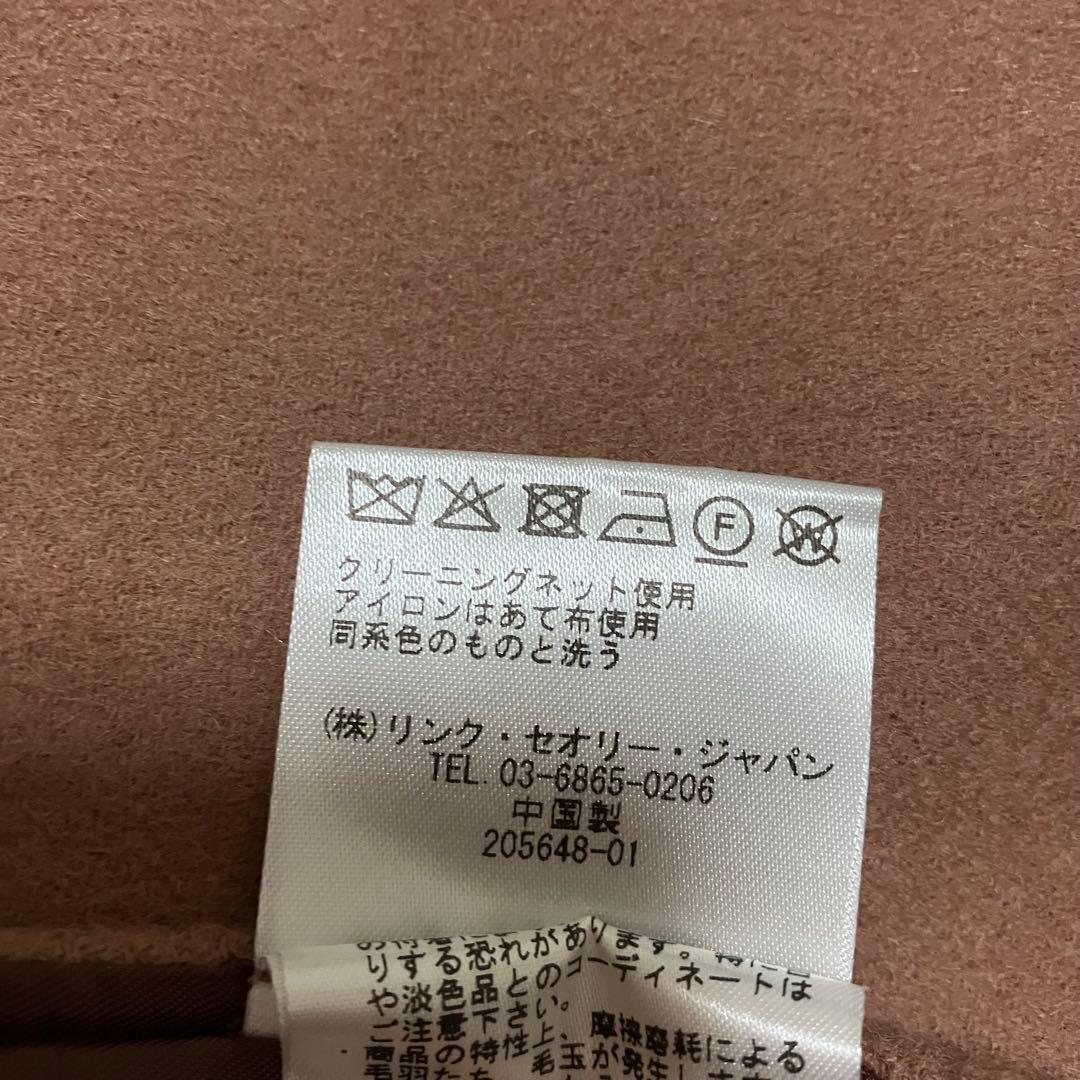 F W
クリーニングネット使用
アイロンはあて布使用
同系色のものと洗う
(株)リンク・セオリー・ジャパン
TEL. 03-6865-0206
中国製
205648-01
する恐れがあります。特に
や淡色品とのコーディネートは
ご注意下さい。
商品の特性上、摩擦磨耗による
毛玉が発生し